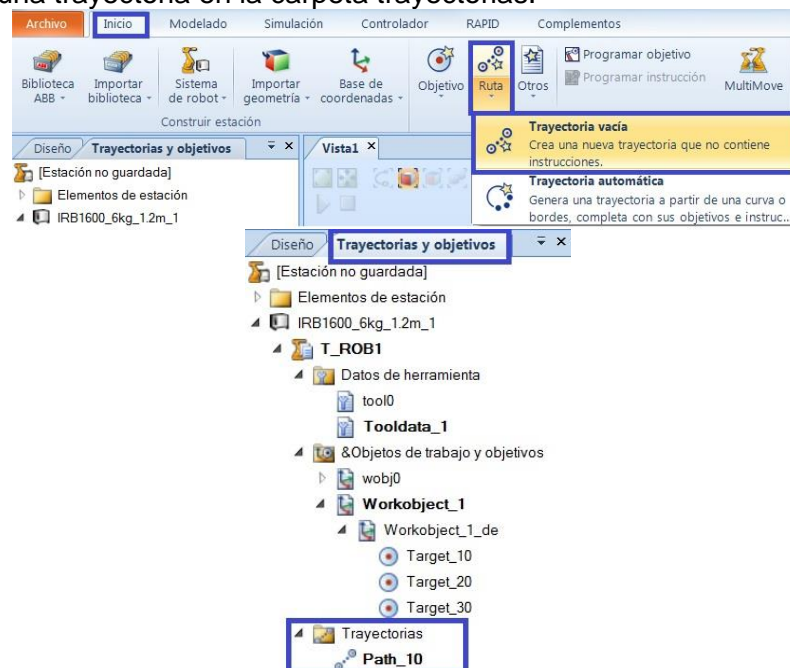 una trayectoria en la carpeta trayectorias.
Archivo Inicio Modelado Simulación Controlador RAPID Complementos
Biblioteca ABB Importar biblioteca Sistema de robot Importar geometría Base de coordenadas Objetivo Ruta Otros Programar objetivo MultiMove
Programar instrucción
Construir estación
Trayectoria vacía
Crea una nueva trayectoria que no contiene
instrucciones.
Trayectoria automática
Genera una trayectoria a partir de una curva o
bordes, completa con sus objetivos e instruc..
Diseño Trayectorias y objetivos Vista1
[Estación no guardada]
Elementos de estación
IRB1600_6kg_1.2m_1
Diseño Trayectorias y objetivos
[Estación no guardada]
Elementos de estación
IRB1600_6kg_1.2m_1
T_ROB1
Datos de herramienta
tool0
Tooldata_1
&Objetos de trabajo y objetivos
wobj0
Workobject_1
Workobject_1_de
Target_10
Target_20
Target_30
Trayectorias
Path_10